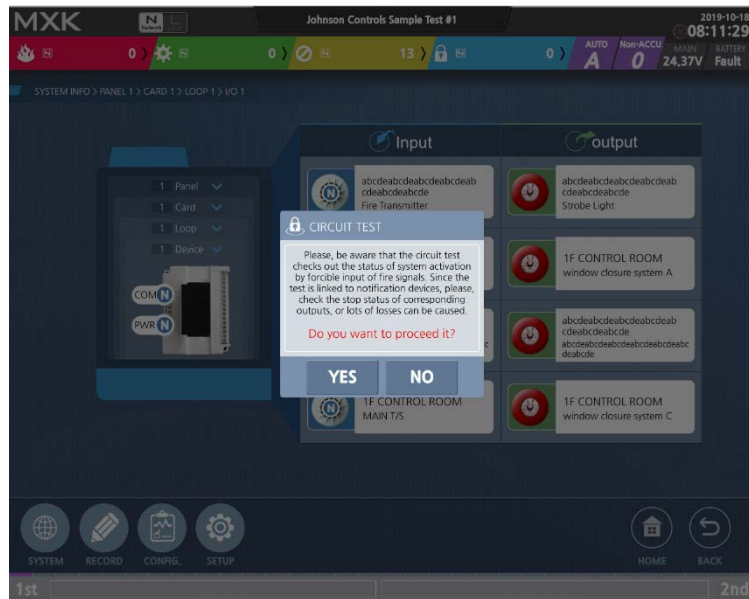 MXK
N L
Network
Johnson Controls Sample Test #1
2019-10-18
08:11:29
N 0
N 0
N 13
N 0
AUTO
A
Non-ACCU.
0
MAIN
24.37V
BATTERY
Fault
SYSTEM INFO > PANEL 1 > CARD 1 > LOOP 1 > I/O 1
1 Panel
1 Card
1 Loop
1 Device
COM N
PWR N
Input
N
abcdeabcdeabcdeabcdeab
cdeabcdeabcde
Fire Transmitter
N
1F CONTROL ROOM
MAIN T/S
output
abcdeabcdeabcdeabcdeab
cdeabcdeabcde
Strobe Light
1F CONTROL ROOM
window closure system A
abcdeabcdeabcdeabcdeab
cdeabcdeabcde
abcdeabcdeabcdeabcdeabcdeabc
deabcde
1F CONTROL ROOM
window closure system C
CIRCUIT TEST
Please, be aware that the circuit test
checks out the status of system activation
by forcible input of fire signals. Since the
test is linked to notification devices, please,
check the stop status of corresponding
outputs, or lots of losses can be caused.
Do you want to proceed it?
YES
NO
SYSTEM
RECORD
CONFIG.
SETUP
HOME
BACK
1st
2nd